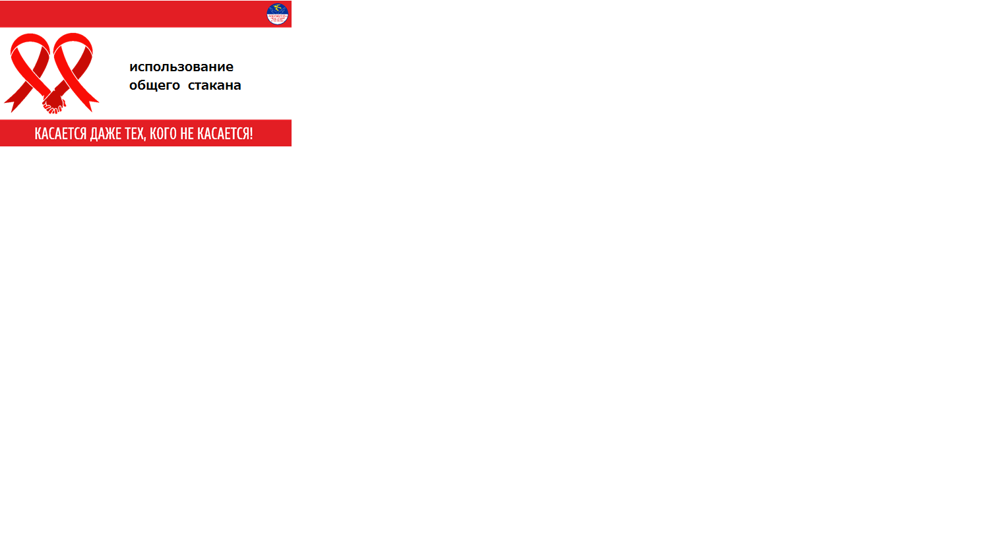 использование
общего стакана
КАСАЕТСЯ ДАЖЕ ТЕХ, КОГО НЕ КАСАЕТСЯ!